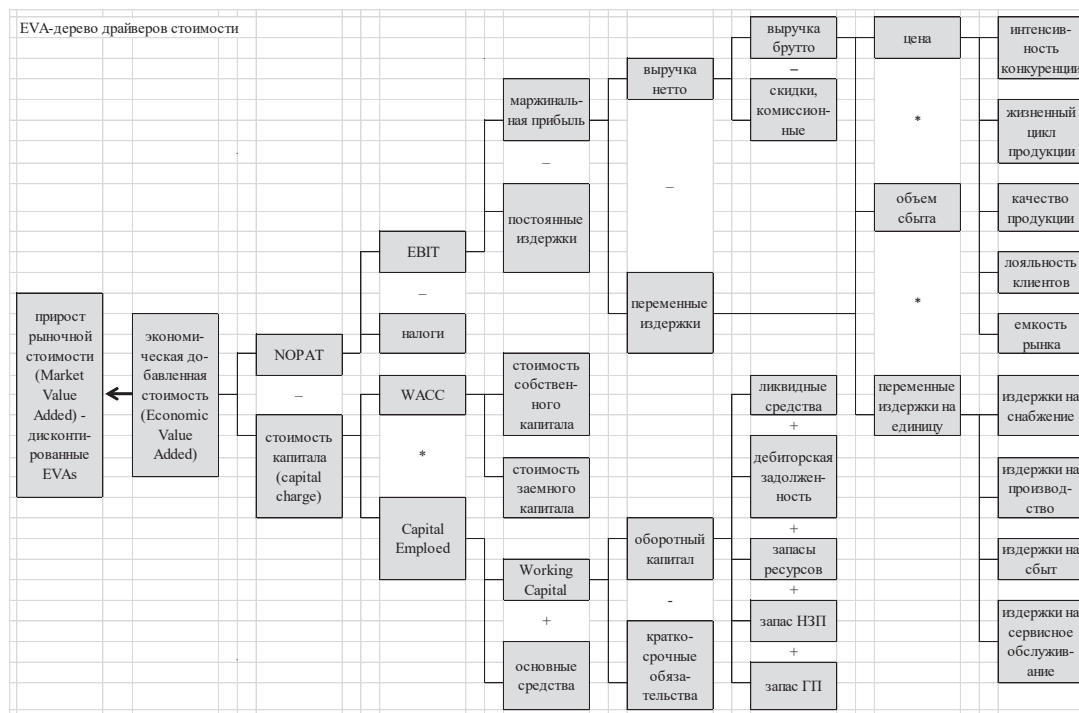 EVA-дерево драйверов стоимости
прирост
рыночной
стоимости
(Market
Value
Added) -
дисконти-
рованные
EVAs
экономи-
ческая до-
бавленная
стоимость
(Economic
Value
Added)
NOPAT
–
стоимость
капитала
(capital
charge)
EBIT
–
налоги
WACC
*
Capital
Emploed
маржиналь-
ная прибыль
–
постоянные
издержки
стоимость
собствен-
ного
капитала
стоимость
заемного
капитала
Working
Capital
+
основные
средства
выручка
нетто
–
переменные
издержки
оборотный
капитал
-
кратко-
срочные
обяза-
тельства
выручка
брутто
–
скидки,
комиссион-
ные
ликвидные
средства
+
дебиторская
задолжен-
ность
+
запасы
ресурсов
+
запас НЗП
+
запас ГП
цена
*
объем
сбыта
*
переменные
издержки на
единицу
интенсив-
ность
конкуренции
жизненный
цикл
продукции
качество
продукции
лояльность
клиентов
емкость
рынка
издержки на
снабжение
издержки на
производ-
ство
издержки на
сбыт
издержки на
сервисное
обслужив-
ание